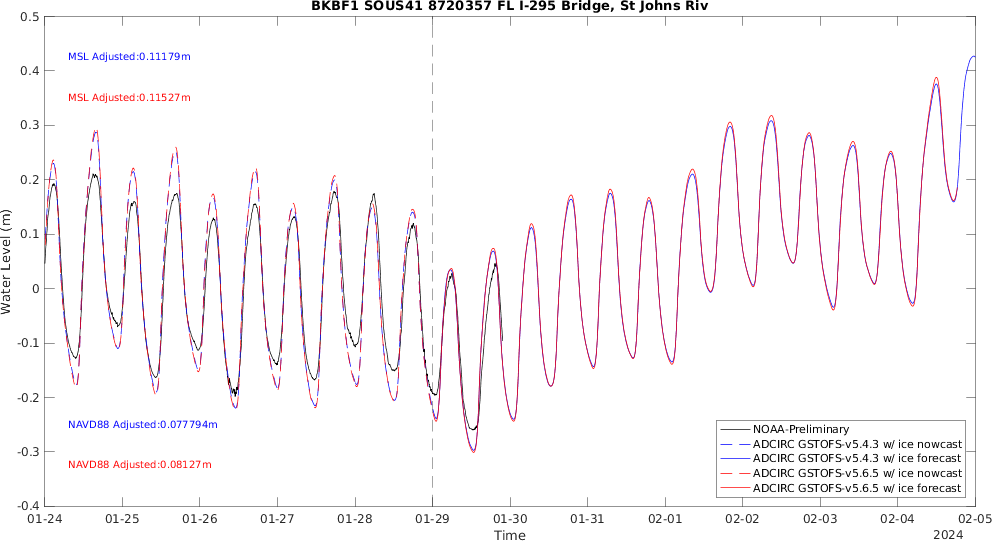 BKBF1 SOUS41 8720357 FL I-295 Bridge, St Johns Riv
0.5
0.4
0.3
0.2
0.1
0
-0.1
-0.2
-0.3
-0.4
Water Level (m)
MSL Adjusted:0.11179m
MSL Adjusted:0.11527m
NAVD88 Adjusted:0.077794m
NAVD88 Adjusted:0.08127m
NOAA-Preliminary
ADCIRC GSTOFS-v5.4.3 w/ ice nowcast
ADCIRC GSTOFS-v5.4.3 w/ ice forecast
ADCIRC GSTOFS-v5.6.5 w/ ice nowcast
ADCIRC GSTOFS-v5.6.5 w/ ice forecast
01-24 01-25 01-26 01-27 01-28 01-29 01-30 01-31 02-01 02-02 02-03 02-04 02-05
Time
2024